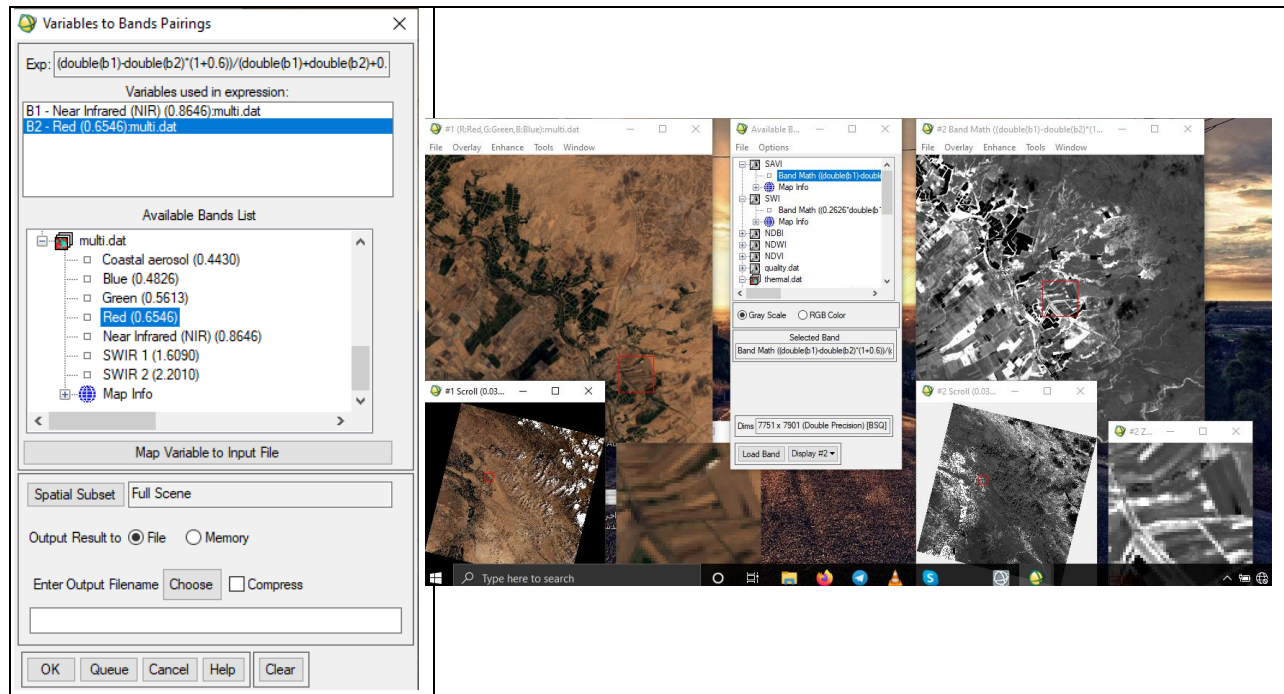 Variables to Bands Pairings
Exp: (double(b1)-double(b2)*(1+0.6))/(double(b1)+double(b2)+0.
Variables used in expression:
B1 - Near Infrared (NIR) (0.8646):multi.dat
B2 - Red (0.6546):multi.dat
Available Bands List
multi.dat
Coastal aerosol (0.4430)
Blue (0.4826)
Green (0.5613)
Red (0.6546)
Near Infrared (NIR) (0.8646)
SWIR 1 (1.6090)
SWIR 2 (2.2010)
Map Info
Map Variable to Input File
Spatial Subset Full Scene
Output Result to File Memory
Enter Output Filename Choose Compress
OK Queue Cancel Help Clear
#1 (R:Red,G:Green,B:Blue):multi.dat
File Overlay Enhance Tools Window
#1 Scroll (0.03...
Available B...
File Options
SAVI
Band Math ((double(b1)-double
Map Info
SWI
Band Math ((0.2626*double(b
Map Info
NDBI
NDWI
NDVI
quality.dat
thermal.dat
Gray Scale RGB Color
Selected Band
Band Math ((double(b1)-double(b2)*(1+0.6))/(
Dims 7751 x 7901 (Double Precision) [BSQ]
Load Band Display #2
#2 Band Math ((double(b1)-double(b2)*(1...
File Overlay Enhance Tools Window
#2 Scroll (0.03...
#2 Z...
Type here to search